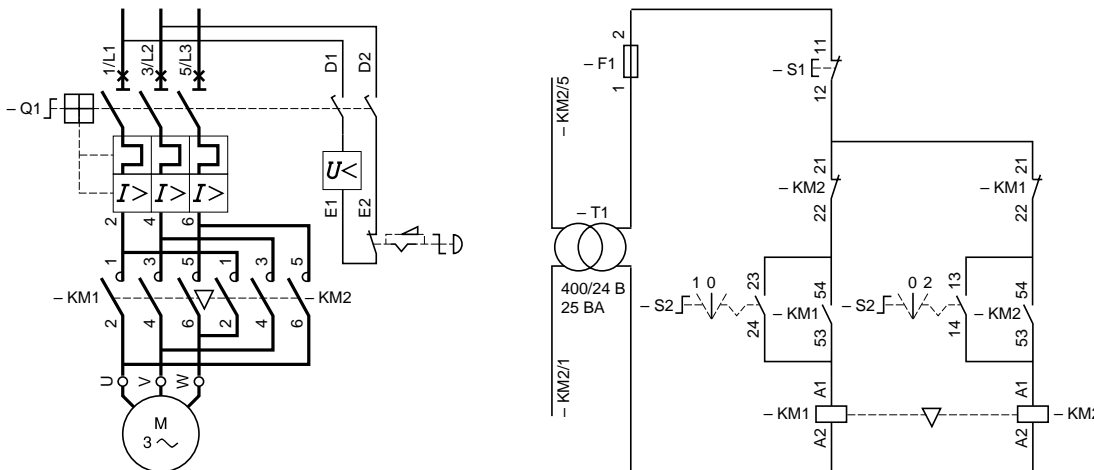 1/L1
3/L2
5/L3
D1
D2
– Q1
I >
I >
I >
U<
2
4
6
E1
E2
1
3
5
1
3
5
– KM1
– KM2
2
4
6
2
4
6
U
V
W
M
3 ~
– KM2/5
– F1
2
1
– T1
400/24 В
25 ВА
– KM2/1
– S1
11
12
21
– KM2
22
21
– KM1
22
1 0
– S2
23
24
54
– KM1
53
0 2
– S2
13
14
54
– KM2
53
A1
– KM1
A2
A1
– KM2
A2